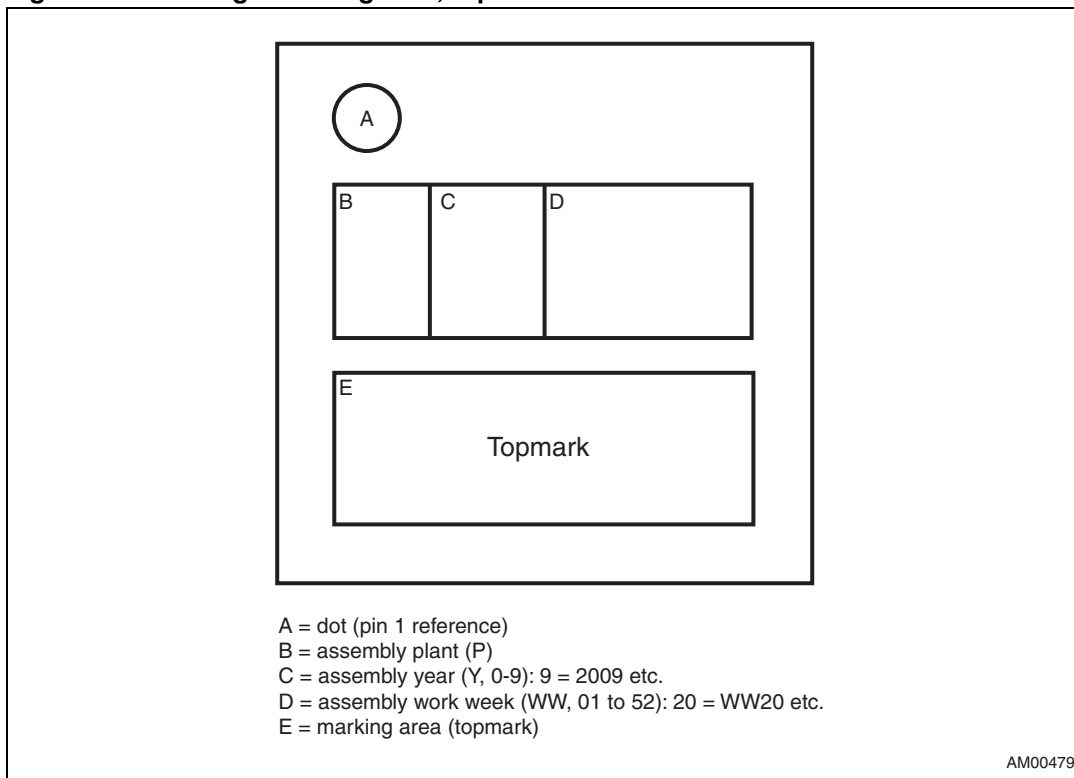 A
B C D
E
Topmark
A = dot (pin 1 reference)
B = assembly plant (P)
C = assembly year (Y, 0-9): 9 = 2009 etc.
D = assembly work week (WW, 01 to 52): 20 = WW20 etc.
E = marking area (topmark)
AM00479